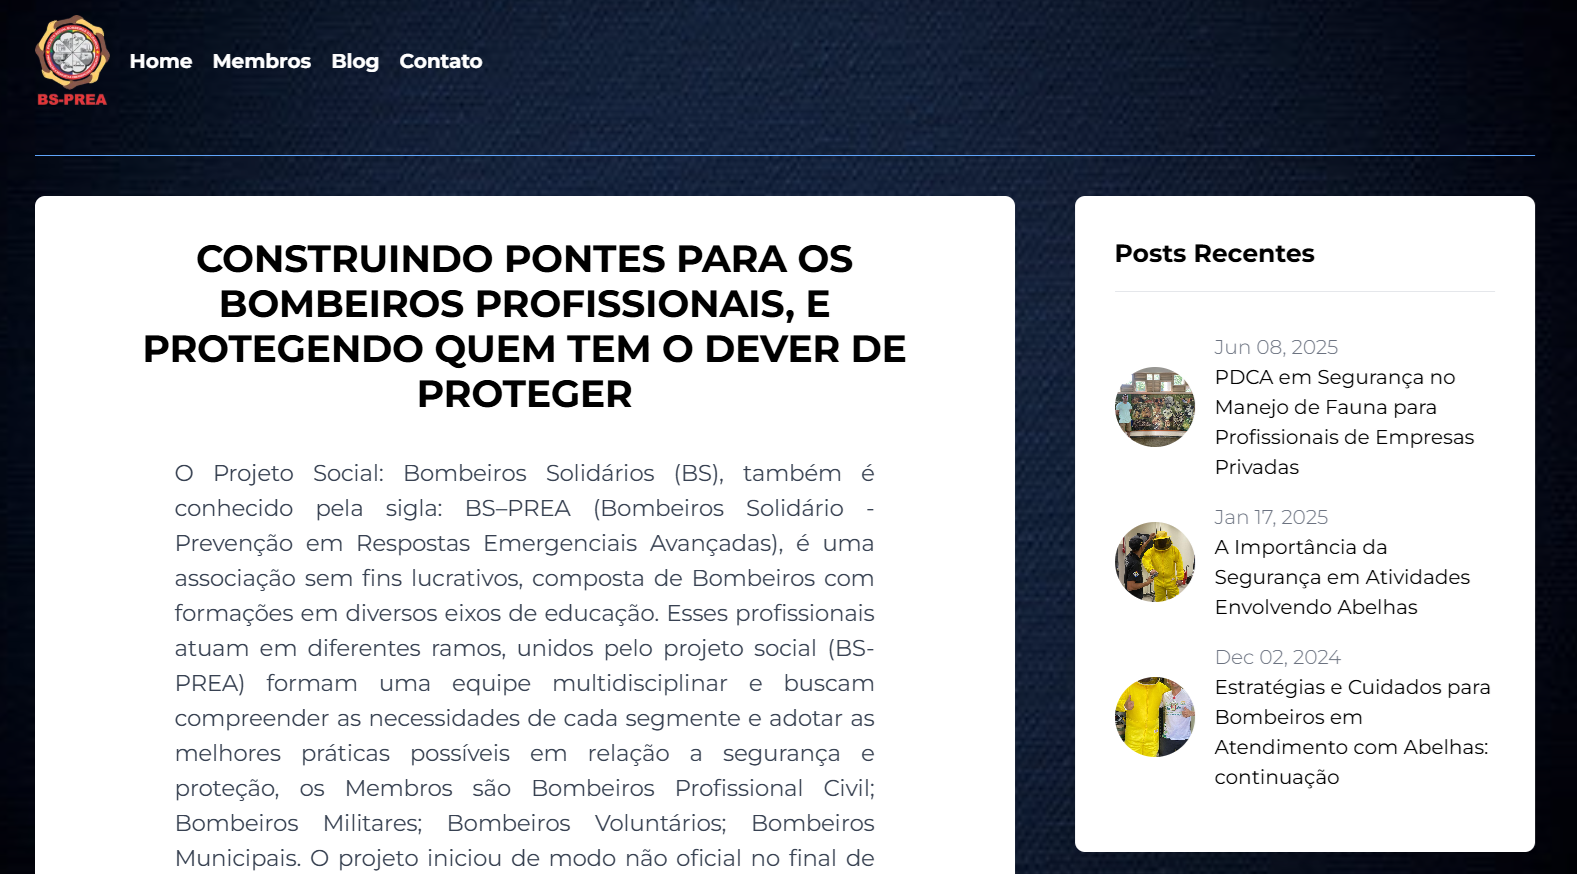 BS-PREA
Home Membros Blog Contato
CONSTRUINDO PONTES PARA OS
BOMBEIROS PROFISSIONAIS, E
PROTEGENDO QUEM TEM O DEVER DE
PROTEGER
O Projeto Social: Bombeiros Solidários (BS), também é
conhecido pela sigla: BS–PREA (Bombeiros Solidário -
Prevenção em Respostas Emergenciais Avançadas), é uma
associação sem fins lucrativos, composta de Bombeiros com
formações em diversos eixos de educação. Esses profissionais
atuam em diferentes ramos, unidos pelo projeto social (BS-
PREA) formam uma equipe multidisciplinar e buscam
compreender as necessidades de cada segmente e adotar as
melhores práticas possíveis em relação a segurança e
proteção, os Membros são Bombeiros Profissional Civil;
Bombeiros Militares; Bombeiros Voluntários; Bombeiros
Municipais. O projeto iniciou de modo não oficial no final de
Posts Recentes
Jun 08, 2025
PDCA em Segurança no
Manejo de Fauna para
Profissionais de Empresas
Privadas
Jan 17, 2025
A Importância da
Segurança em Atividades
Envolvendo Abelhas
Dec 02, 2024
Estratégias e Cuidados para
Bombeiros em
Atendimento com Abelhas:
continuação